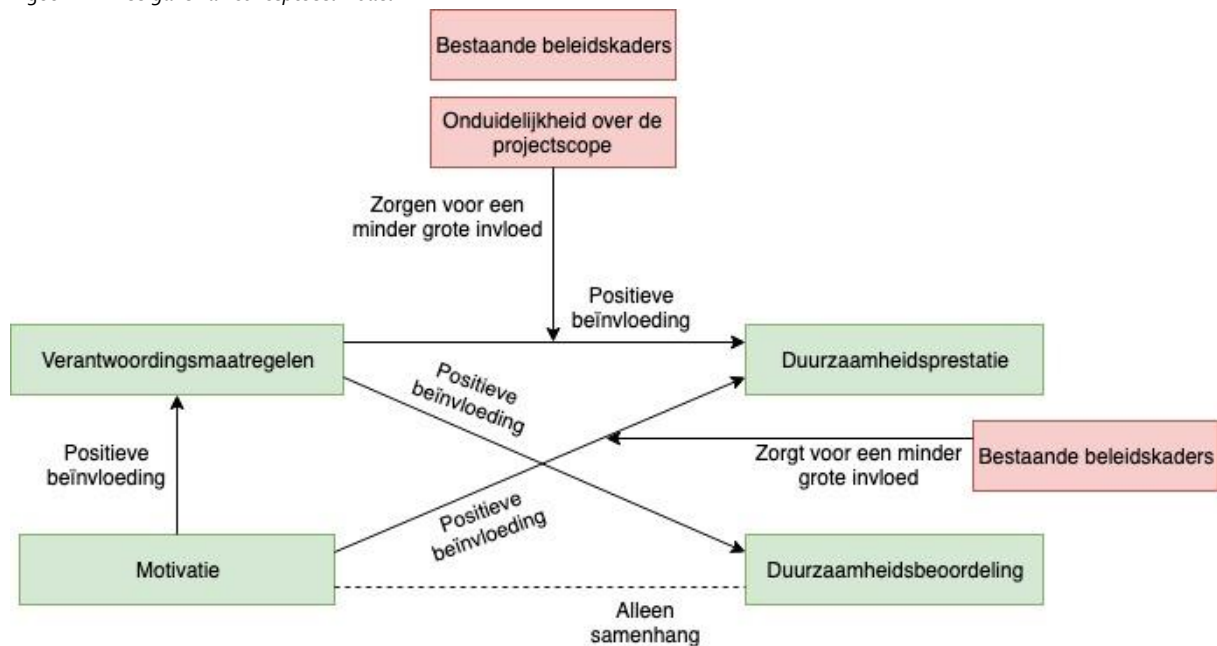 Bestaande beleidskaders
Onduidelijkheid over de
projectscope
Zorgen voor een
minder grote invloed
Positieve
beïnvloeding
Verantwoordingsmaatregelen
Duurzaamheidsprestatie
Positieve
beïnvloeding
Positieve
beïnvloeding
Zorgt voor een minder
grote invloed
Bestaande beleidskaders
Positieve
beïnvloeding
Motivatie
Duurzaamheidsbeoordeling
Alleen
samenhang